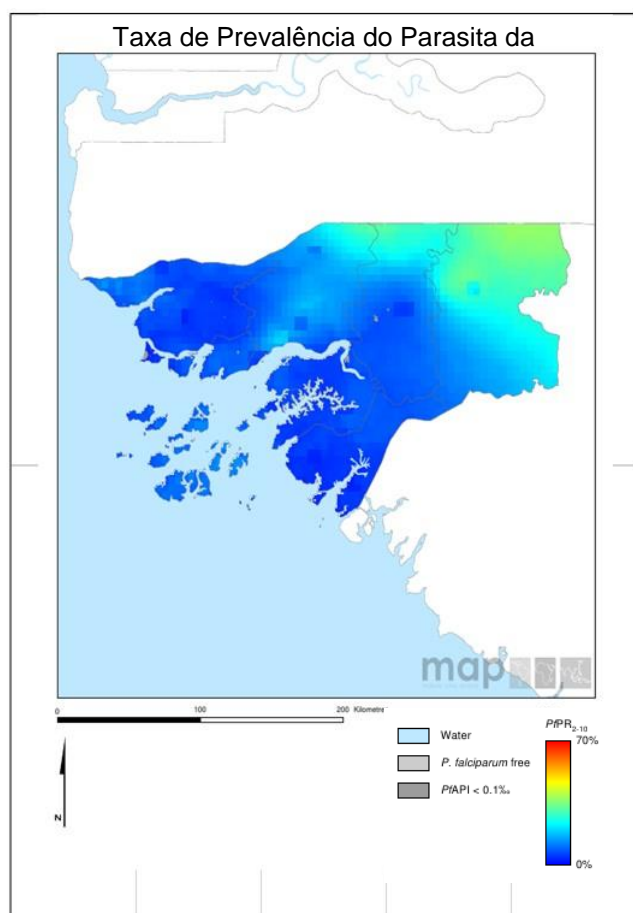 Taxa de Prevalência do Parasita da
map
0 100 200 Kilometre
Water
P. falciparum free
PfAPI < 0.1‰
PfPR2-10
70%
0%
N